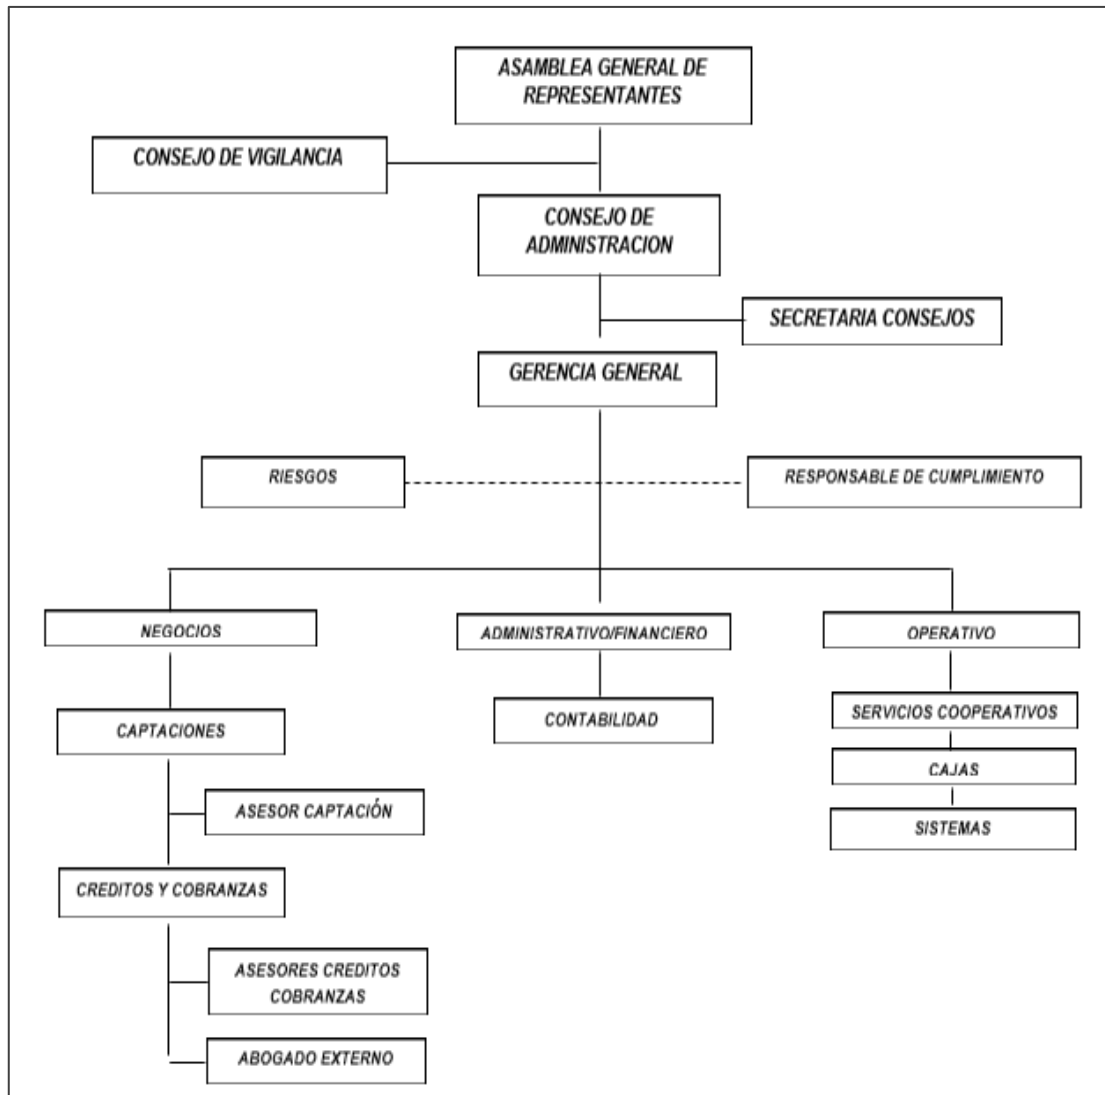 ASAMBLEA GENERAL DE
REPRESENTANTES
CONSEJO DE VIGILANCIA
CONSEJO DE
ADMINISTRACION
SECRETARIA CONSEJOS
GERENCIA GENERAL
RIESGOS
RESPONSABLE DE CUMPLIMIENTO
NEGOCIOS
ADMINISTRATIVO/FINANCIERO
OPERATIVO
CAPTACIONES
CONTABILIDAD
SERVICIOS COOPERATIVOS
CAJAS
ASESOR CAPTACIÓN
SISTEMAS
CREDITOS Y COBRANZAS
ASESORES CREDITOS
COBRANZAS
ABOGADO EXTERNO